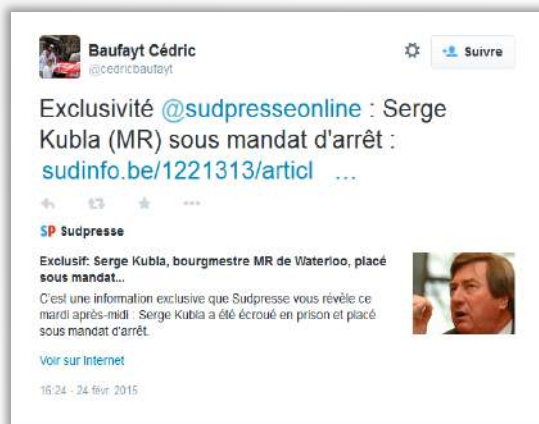 Baufayt Cédric
@cedricbaufayt
Suivre
Exclusivité @sudpresseonline : Serge
Kubla (MR) sous mandat d'arrêt :
sudinfo.be/1221313/articl …
SP Sudpresse
Exclusif: Serge Kubla, bourgmestre MR de Waterloo, placé
sous mandat...
C'est une information exclusive que Sudpresse vous révèle ce
mardi après-midi : Serge Kubla a été écroué en prison et placé
sous mandat d'arrêt.
Voir sur Internet
16:24 - 24 févr. 2015